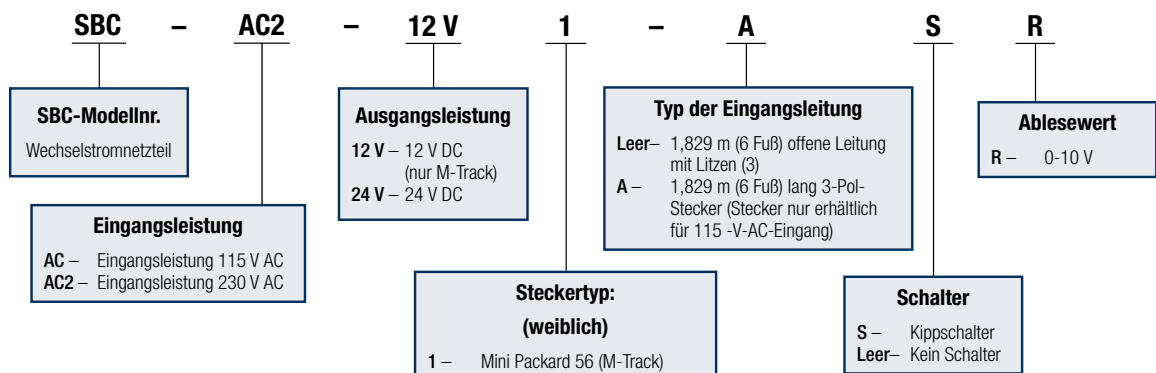 SBC – AC2 – 12 V 1 – A S R
SBC-Modellnr.
Wechselstromnetzteil
Eingangsleistung
AC – Eingangsleistung 115 V AC
AC2 – Eingangsleistung 230 V AC
Ausgangsleistung
12 V – 12 V DC
(nur M-Track)
24 V – 24 V DC
Steckertyp:
(weiblich)
1 – Mini Packard 56 (M-Track)
Typ der Eingangsleitung
Leer– 1,829 m (6 Fuß) offene Leitung
mit Litzen (3)
A – 1,829 m (6 Fuß) lang 3-Pol-
Stecker (Stecker nur erhältlich
für 115 -V-AC-Eingang)
Schalter
S – Kippschalter
Leer– Kein Schalter
Ablesewert
R – 0-10 V